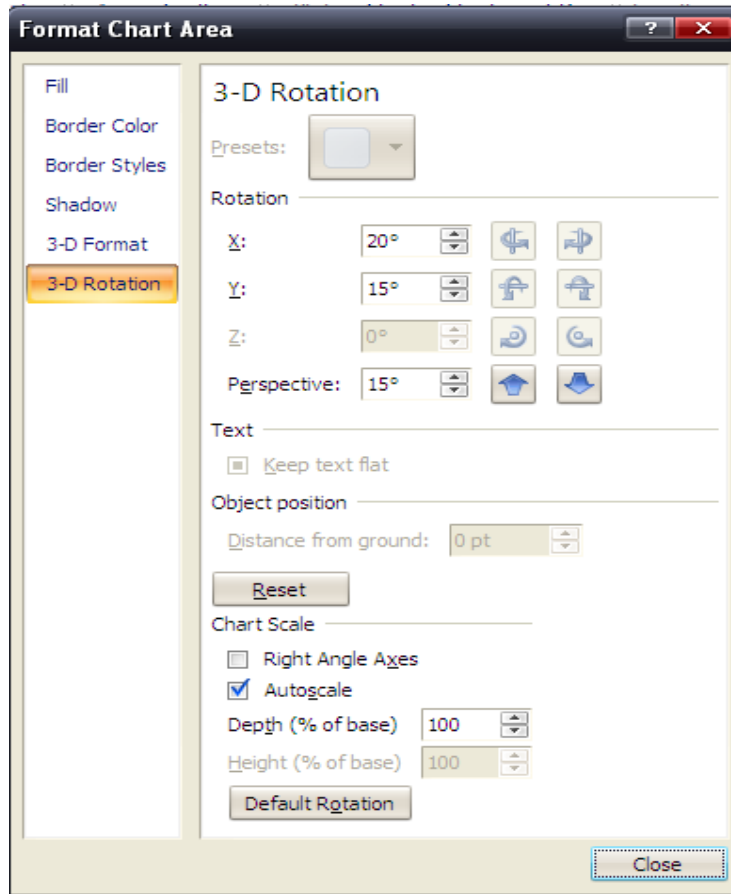 Format Chart Area
?
Fill
Border Color
Border Styles
Shadow
3-D Format
3-D Rotation
3-D Rotation
Presets:
Rotation
X: 20°
Y: 15°
Z: 0°
Perspective: 15°
Text
Keep text flat
Object position
Distance from ground: 0 pt
Reset
Chart Scale
Right Angle Axes
Autoscale
Depth (% of base) 100
Height (% of base) 100
Default Rotation
Close